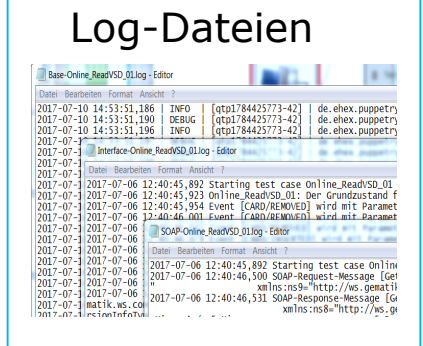 Log-Dateien
Base-Online_ReadVSD_01.log - Editor
Datei Bearbeiten Format Ansicht ?
2017-07-10 14:53:51,186 | INFO | [qtp1784425773-42] | de.ehex.puppetry
2017-07-10 14:53:51,190 | DEBUG | [qtp1784425773-42] | de.ehex.puppetry
2017-07-10 14:53:51,196 | INFO | [qtp1784425773-42] | de.ehex.puppetry
Interface-Online_ReadVSD_01.log - Editor
Datei Bearbeiten Format Ansicht ?
2017-07-06 12:40:45,892 Starting test case Online_ReadVSD_01
2017-07-06 12:40:45,923 Online_ReadVSD_01: Der Grundzustand f
2017-07-06 12:40:45,954 Event [CARD/REMOVED] wird mit Paramet
2017-07-06 12:40:46,001 Event [CARD/REMOVED] wird mit Paramet
SOAP-Online_ReadVSD_01.log - Editor
Datei Bearbeiten Format Ansicht ?
2017-07-06 12:40:45,892 Starting test case Onlin
2017-07-06 12:40:46,500 SOAP-Request-Message [Get
" xmlns:ns9="http://ws.gematik
2017-07-06 12:40:46,531 SOAP-Response-Message [Ge
xmlns:ns8="http://ws.ge